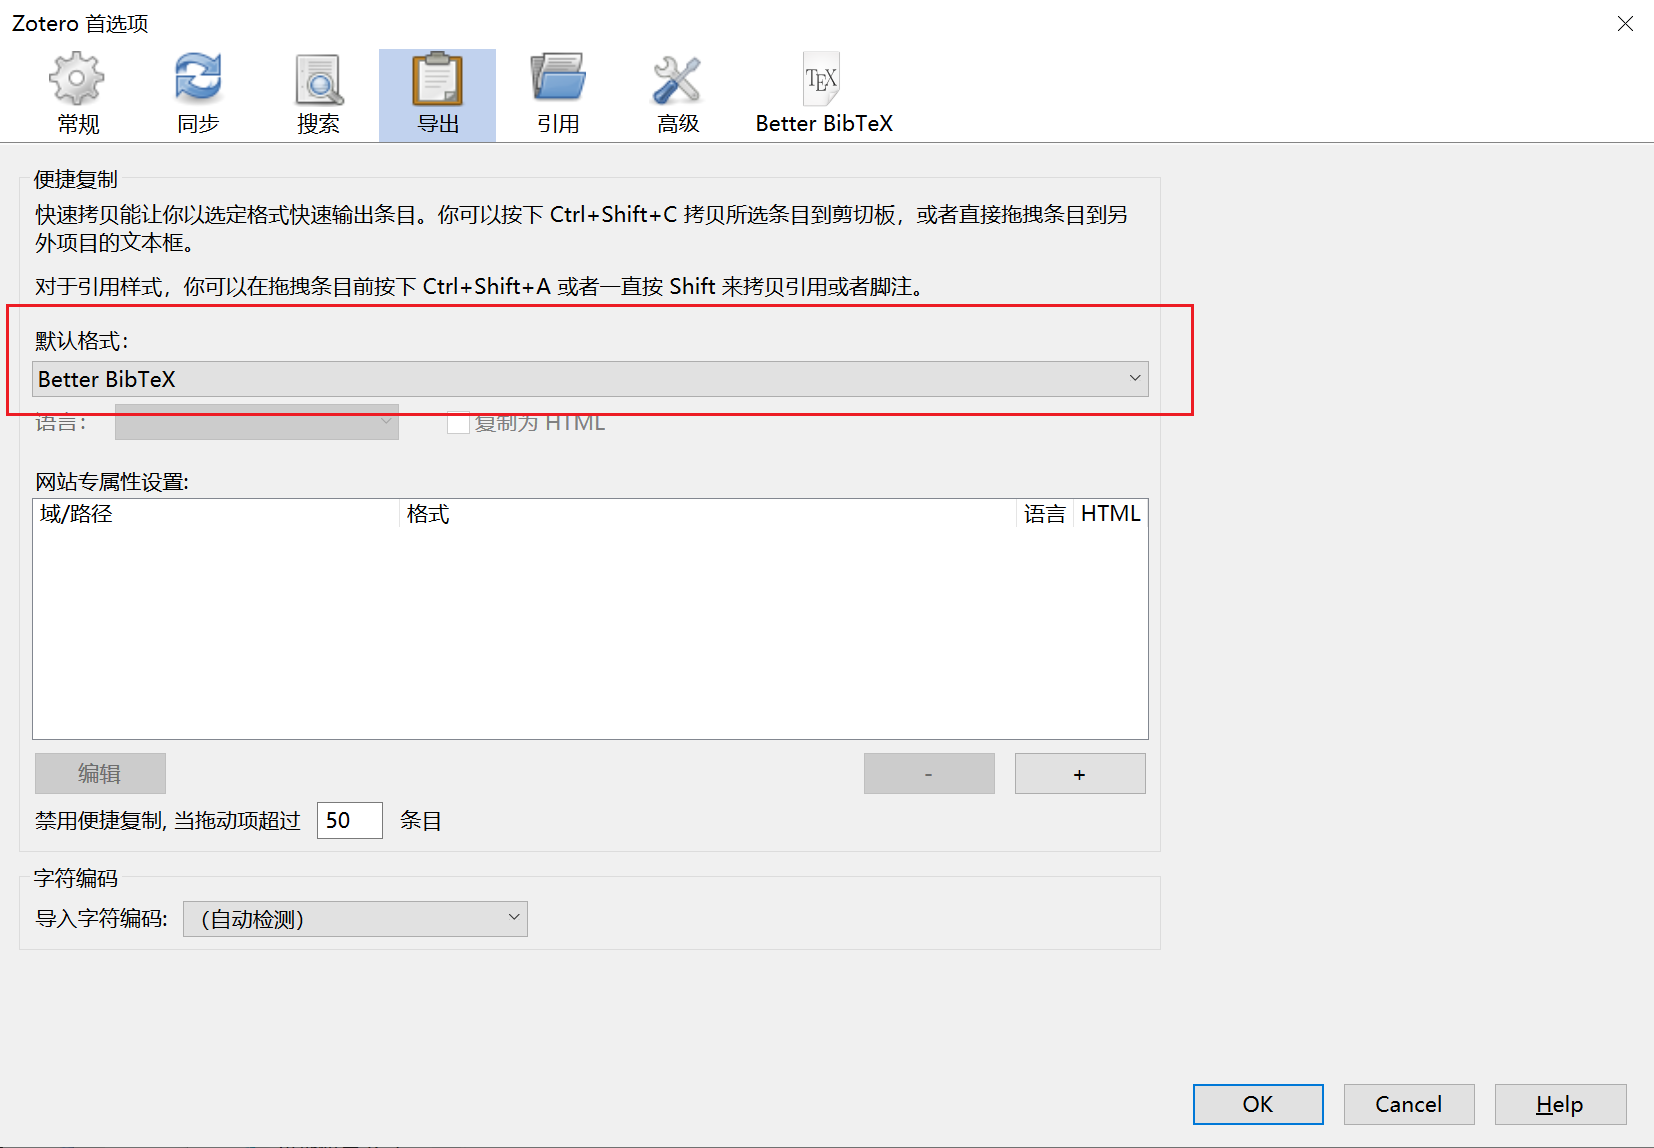 Zotero 首选项
常规
同步
搜索
导出
引用
高级
TEX
Better BibTeX
便捷复制
快速拷贝能让你以选定格式快速输出条目。你可以按下 Ctrl+Shift+C 拷贝所选条目到剪切板，或者直接拖拽条目到另
外项目的文本框。
对于引用样式，你可以在拖拽条目前按下 Ctrl+Shift+A 或者一直按 Shift 来拷贝引用或者脚注。
默认格式：
Better BibTeX
语言：
复制为 HTML
网站专属性设置:
域/路径 格式 语言 HTML
编辑 - +
禁用便捷复制, 当拖动项超过 50 条目
字符编码
导入字符编码: （自动检测）
OK Cancel Help